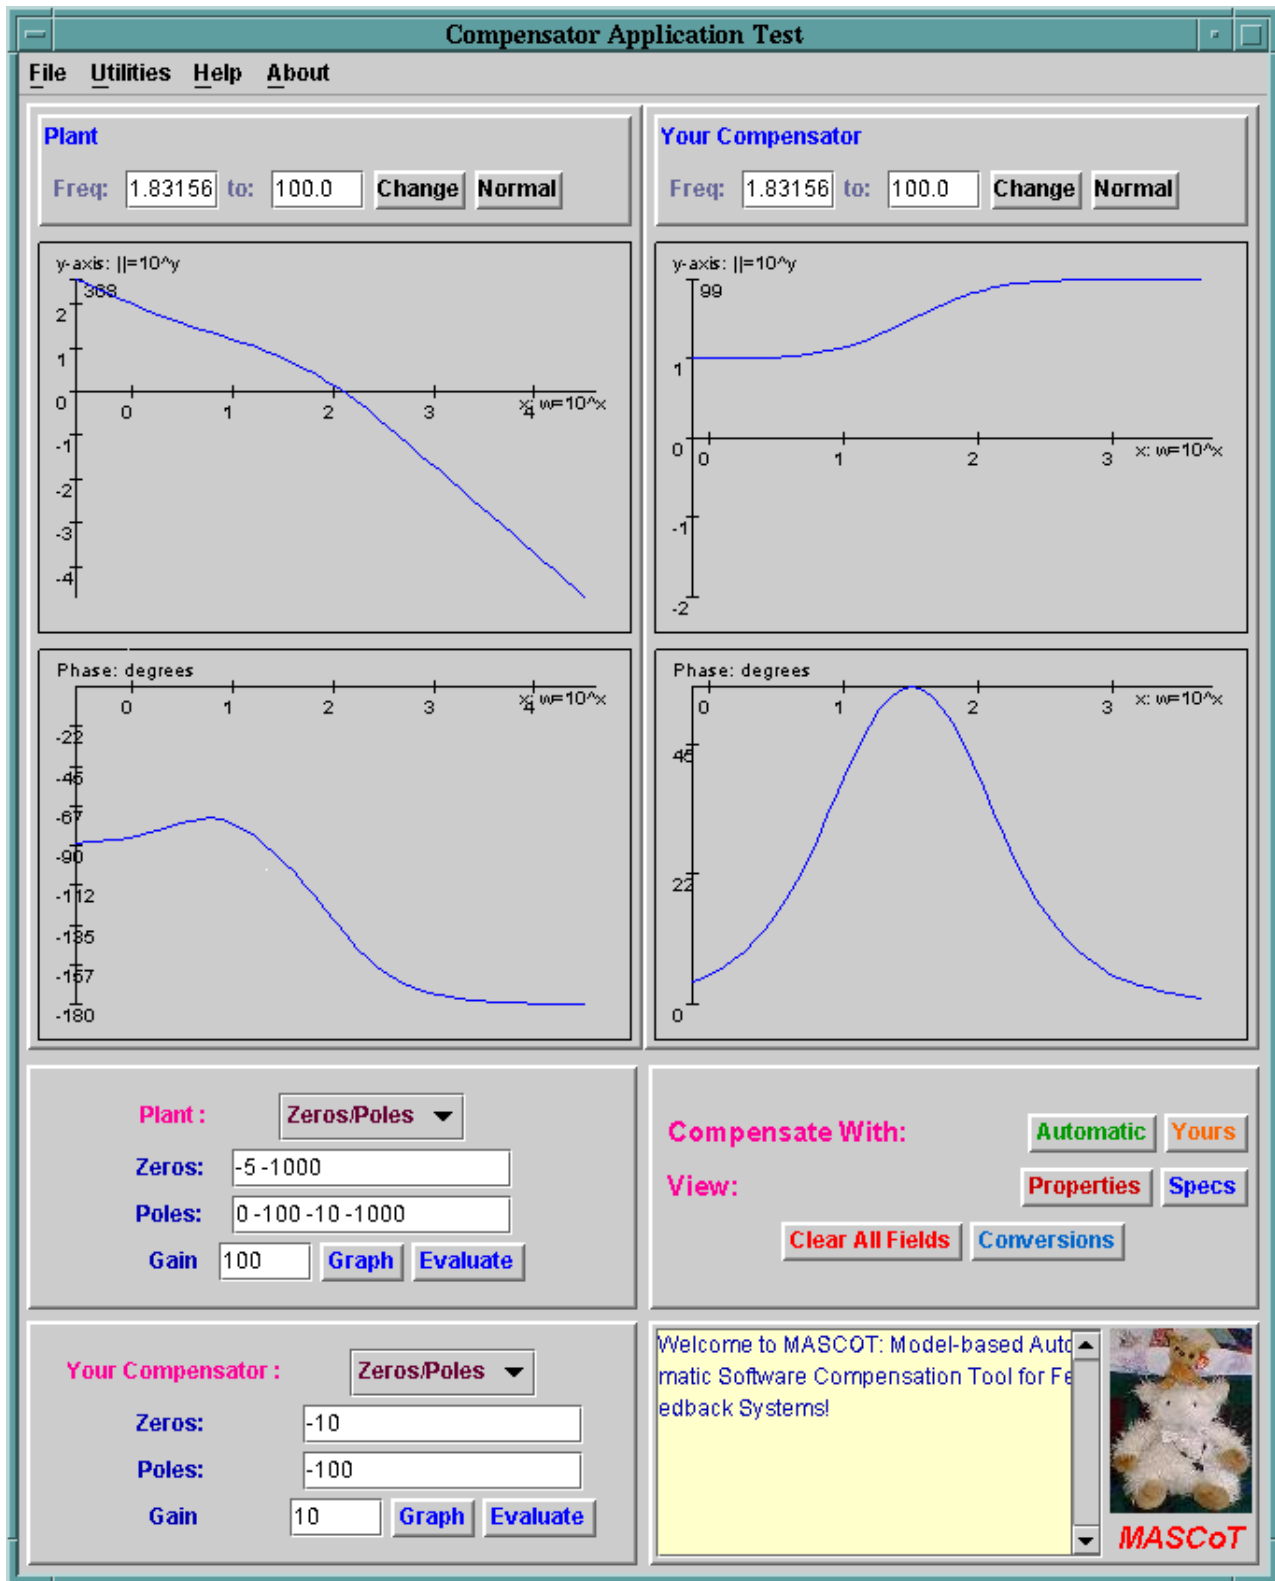 Compensator Application Test
File Utilities Help About
Plant
Freq: 1.83156 to: 100.0 Change Normal
y-axis: ||=10^y
368
2
1
0
-1
-2
-3
-4
0 1 2 3 4 x: w=10^x
Phase: degrees
0 1 2 3 4 x: w=10^x
-22
-45
-67
-90
-112
-135
-157
-180
Your Compensator
Freq: 1.83156 to: 100.0 Change Normal
y-axis: ||=10^y
99
1
0
-1
-2
0 1 2 3 x: w=10^x
Phase: degrees
0 1 2 3 x: w=10^x
45
22
0
Plant : Zeros/Poles
Zeros: -5 -1000
Poles: 0 -100 -10 -1000
Gain 100 Graph Evaluate
Compensate With: Automatic Yours
View: Properties Specs
Clear All Fields Conversions
Your Compensator : Zeros/Poles
Zeros: -10
Poles: -100
Gain 10 Graph Evaluate
Welcome to MASCOT: Model-based Auto
matic Software Compensation Tool for Fe
edback Systems!
MASCoT